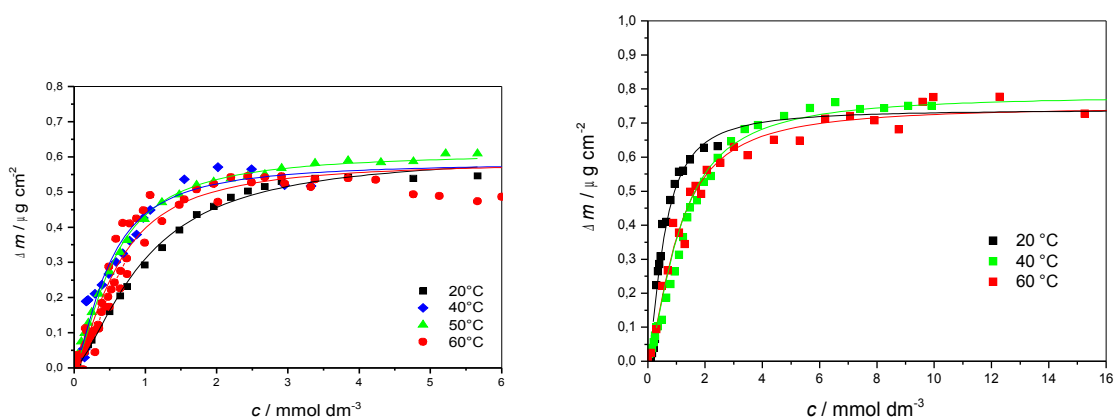 0,8
0,7
0,6
0,5
0,4
0,3
0,2
0,1
0,0
Δ m / μg cm⁻²
0 1 2 3 4 5 6
c / mmol dm⁻³
20°C
40°C
50°C
60°C
1,0
0,9
0,8
0,7
0,6
0,5
0,4
0,3
0,2
0,1
0,0
Δ m / μg cm⁻²
0 2 4 6 8 10 12 14 16
c / mmol dm⁻³
20 °C
40 °C
60 °C